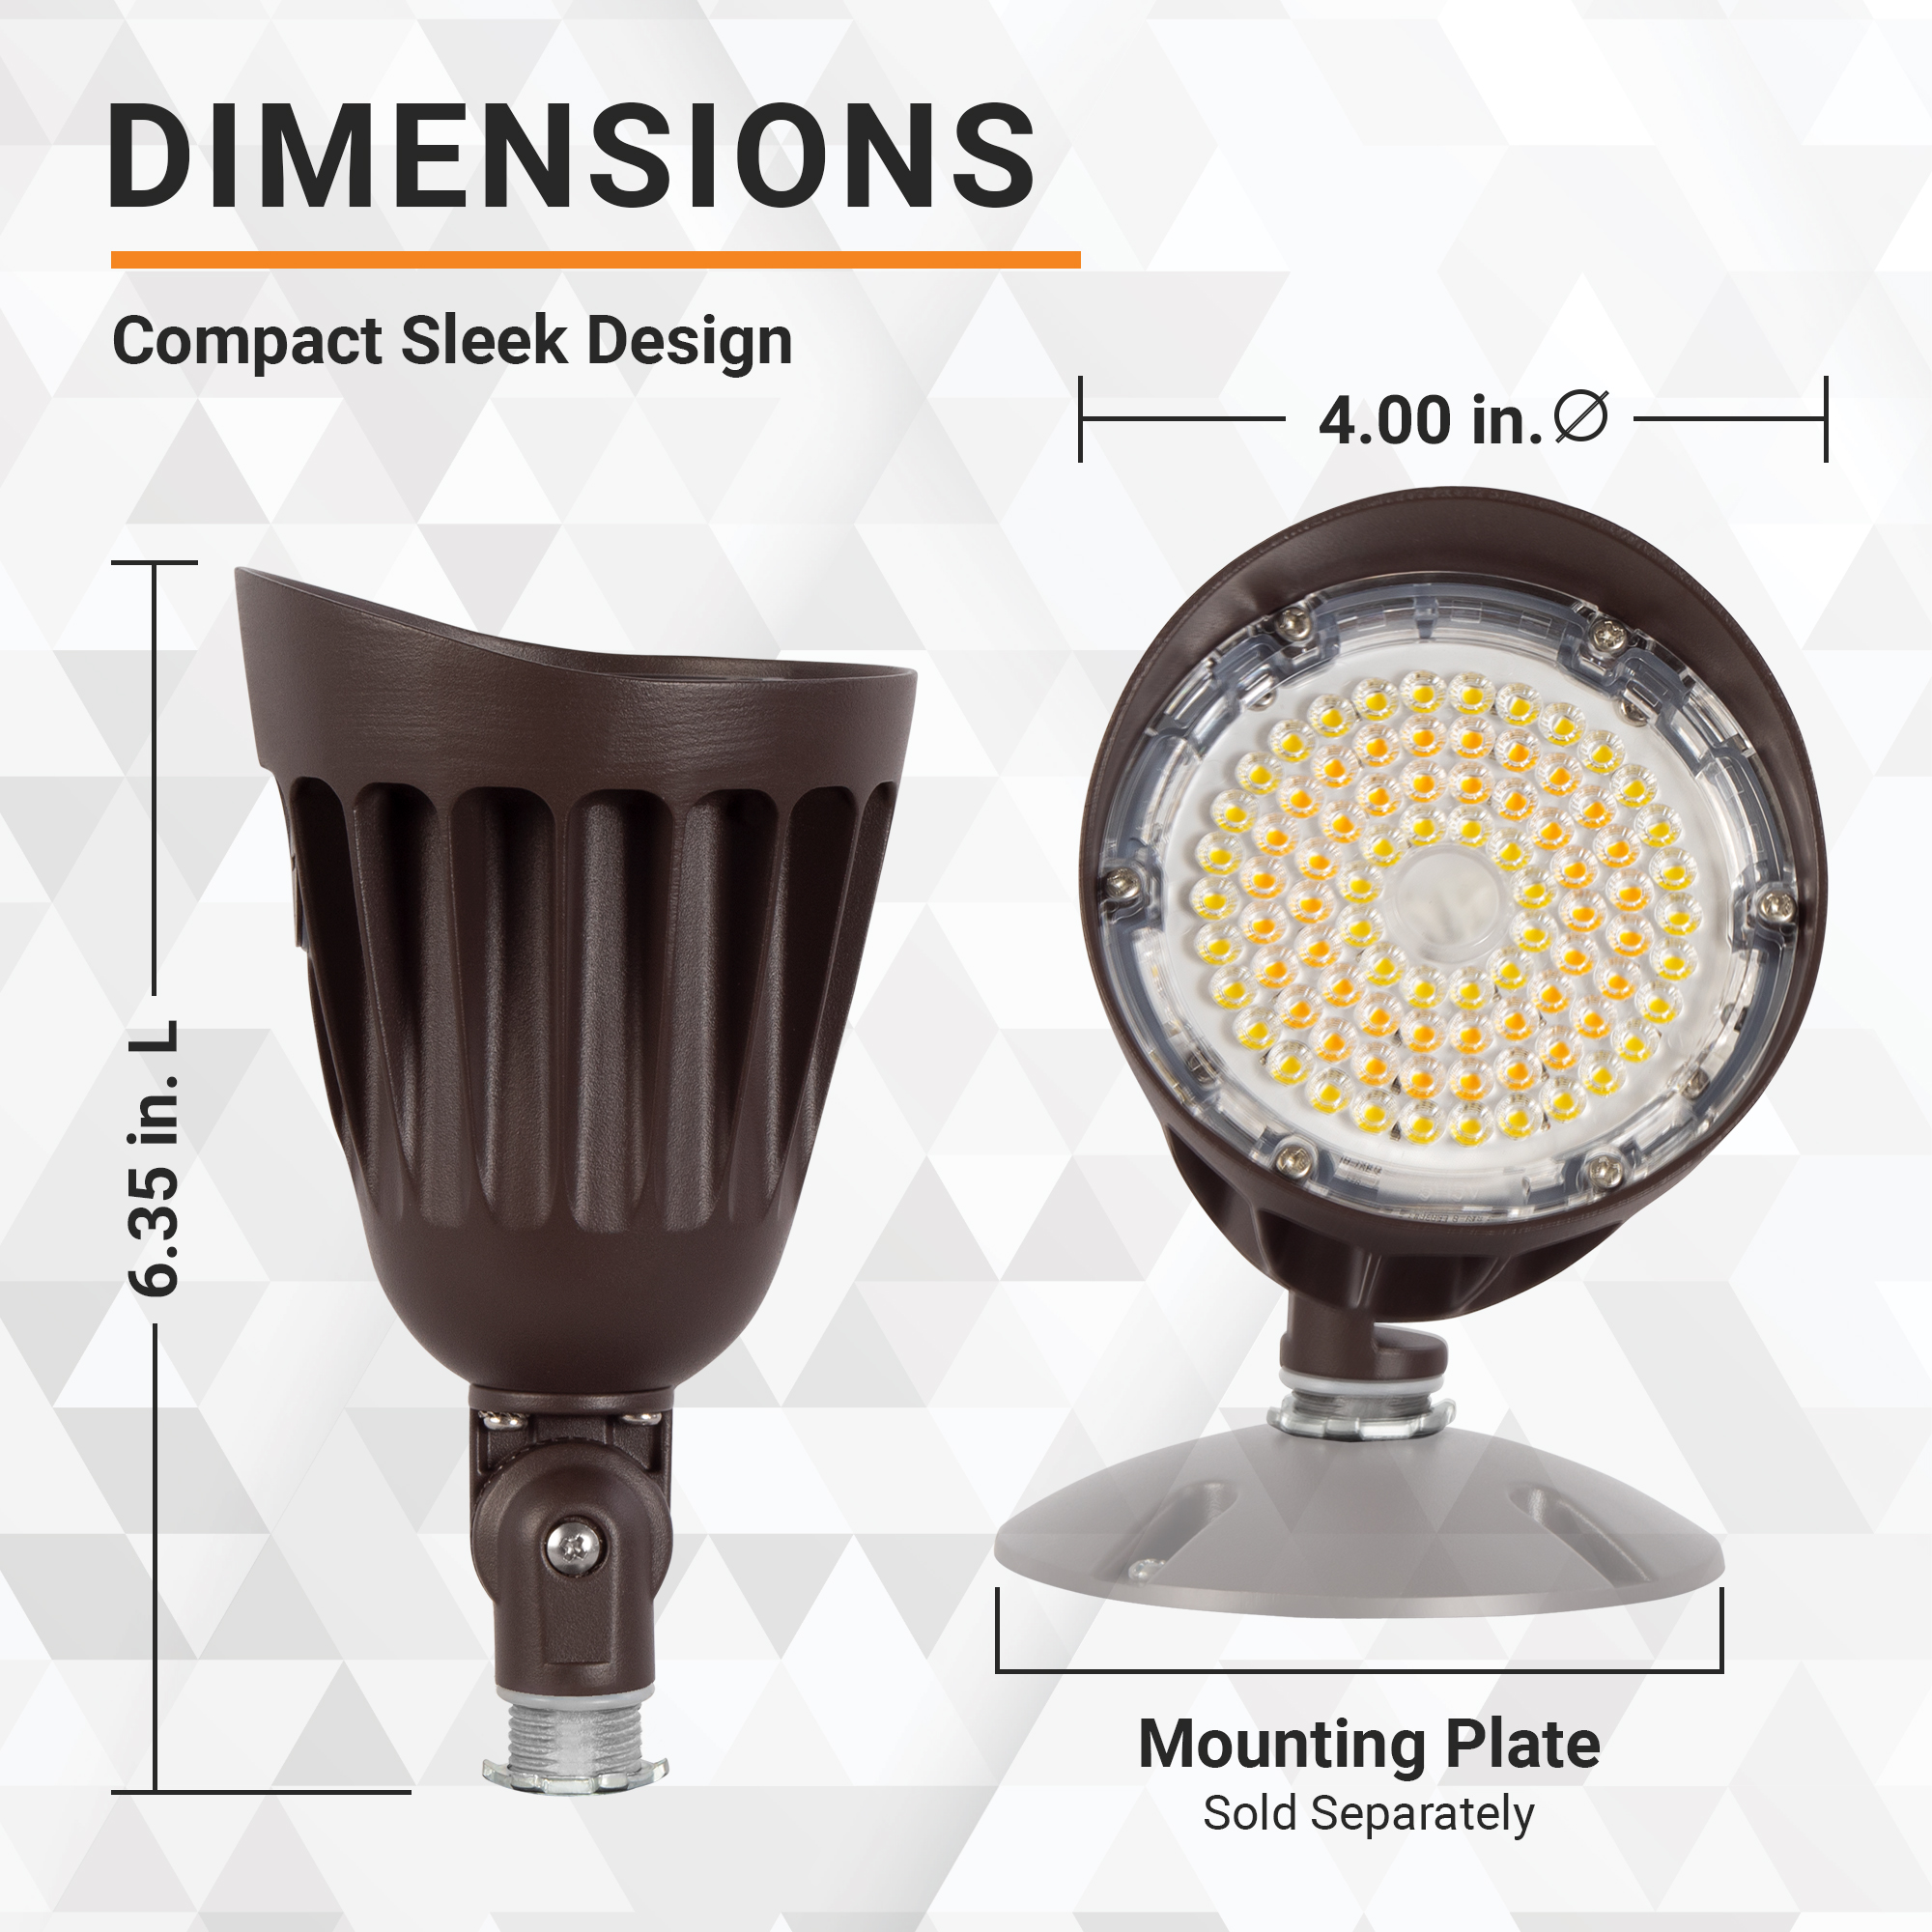 DIMENSIONS
Compact Sleek Design
4.00 in.∅
6.35 in. L
Mounting Plate
Sold Separately